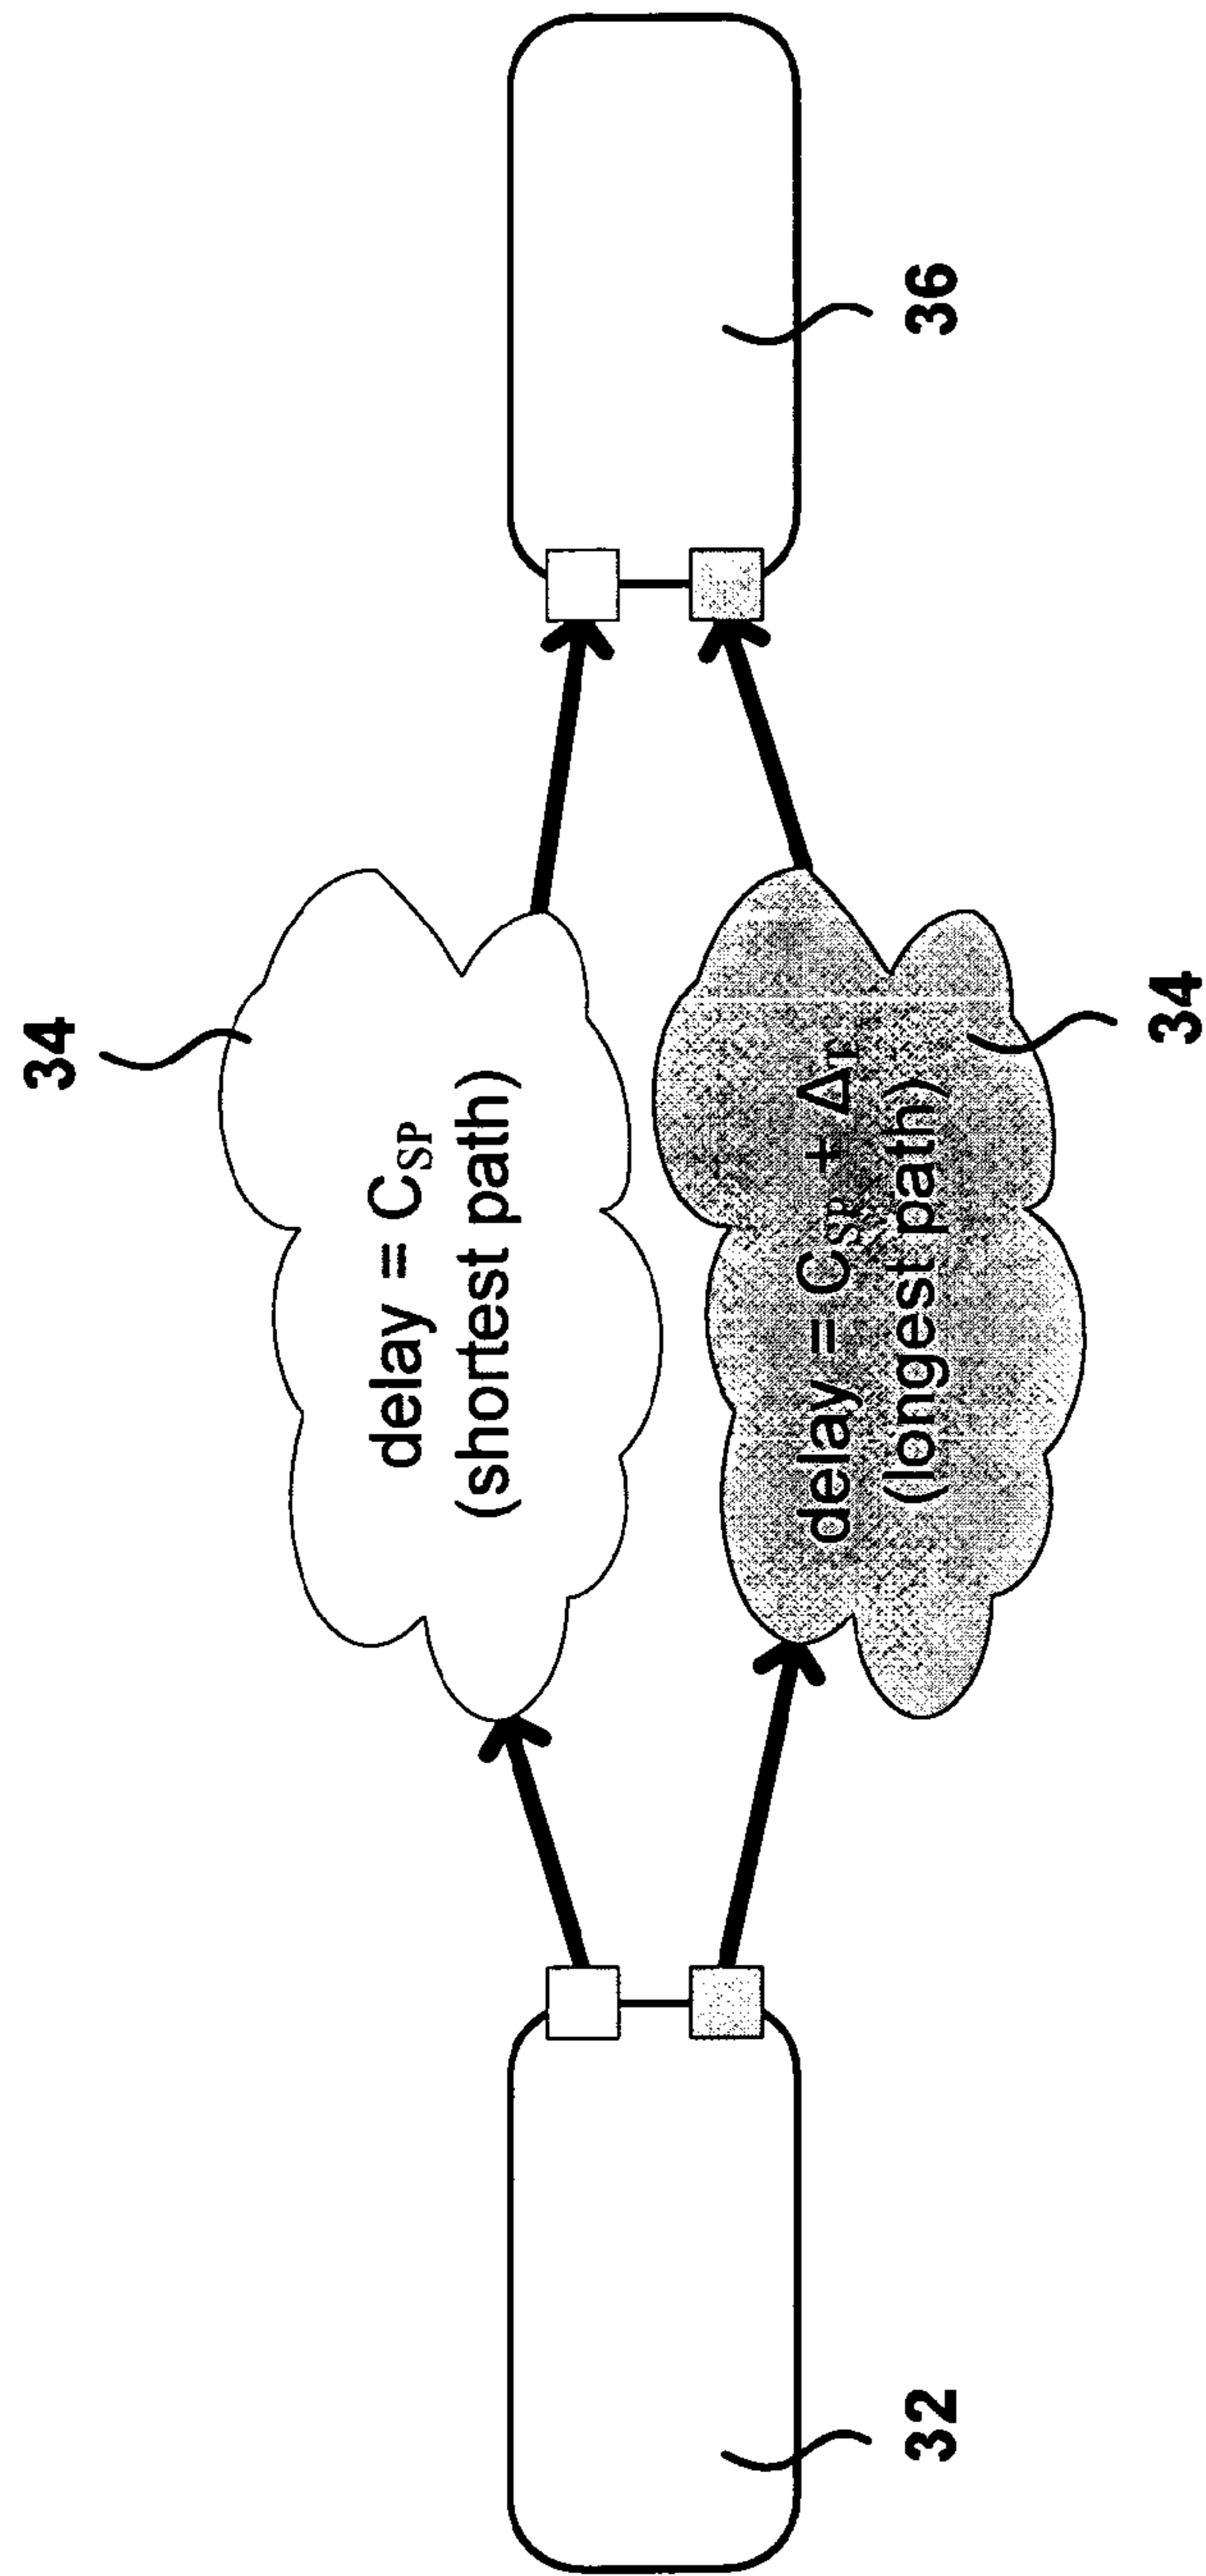 34
delay = C_SP
(shortest path)
36
delay = C_SP + Δ_T
(longest path)
34
32